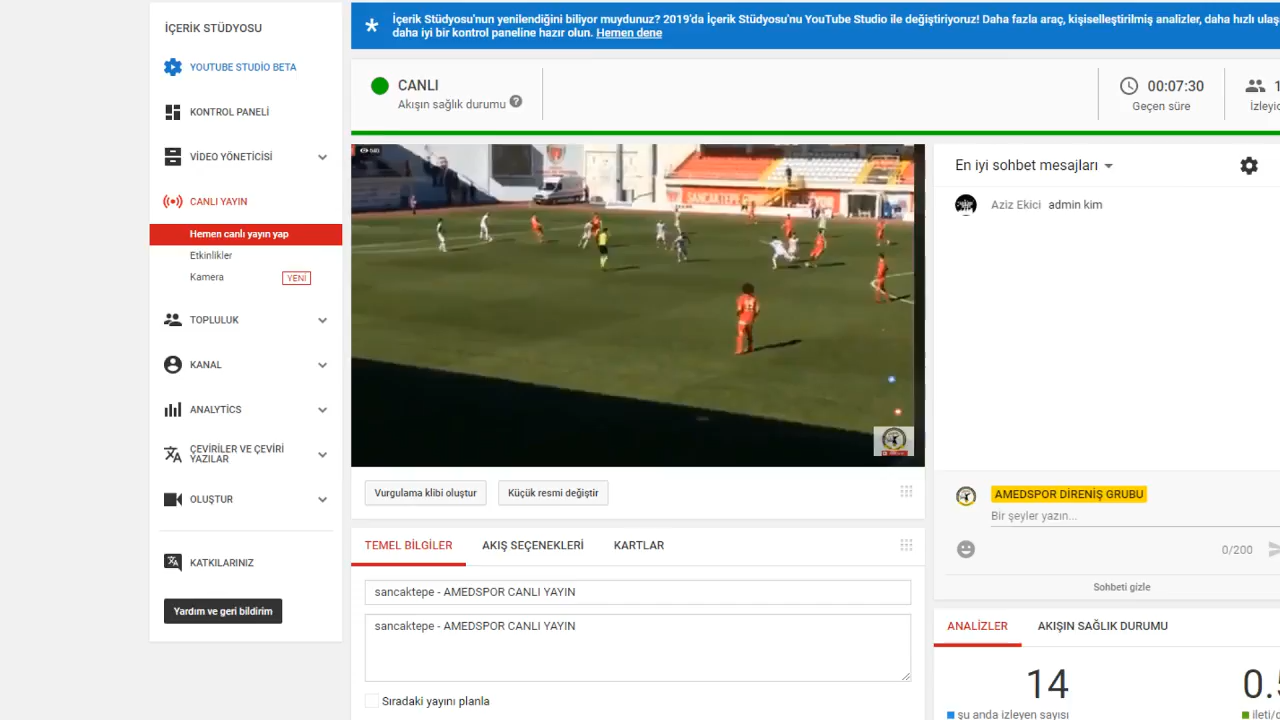 İÇERİK STÜDYOSU
YOUTUBE STUDIO BETA
KONTROL PANELİ
VİDEO YÖNETİCİSİ
CANLI YAYIN
Hemen canlı yayın yap
Etkinlikler
Kamera
YENİ
TOPLULUK
KANAL
ANALYTICS
ÇEVİRİLER VE ÇEVİRİ
YAZILAR
OLUŞTUR
KATKILARINIZ
Yardım ve geri bildirim
İçerik Stüdyosu'nun yenilendiğini biliyor muydunuz? 2019'da İçerik Stüdyosu'nu YouTube Studio ile değiştiriyoruz! Daha fazla araç, kişiselleştirilmiş analizler, daha hızlı ulaş
daha iyi bir kontrol paneline hazır olun. Hemen dene
CANLI
Akışın sağlık durumu ?
00:07:30
Geçen süre
1
İzleyic
SANCAKTEPE
Vurgulama klibi oluştur
Küçük resmi değiştir
TEMEL BİLGİLER
AKIŞ SEÇENEKLERİ
KARTLAR
sancaktepe - AMEDSPOR CANLI YAYIN
sancaktepe - AMEDSPOR CANLI YAYIN
Sıradaki yayını planla
En iyi sohbet mesajları
Aziz Ekici admin kim
AMEDSPOR DİRENİŞ GRUBU
Bir şeyler yazın...
0/200
Sohbeti gizle
ANALİZLER
AKIŞIN SAĞLIK DURUMU
14
şu anda izleyen sayısı
0.5
ileti/d